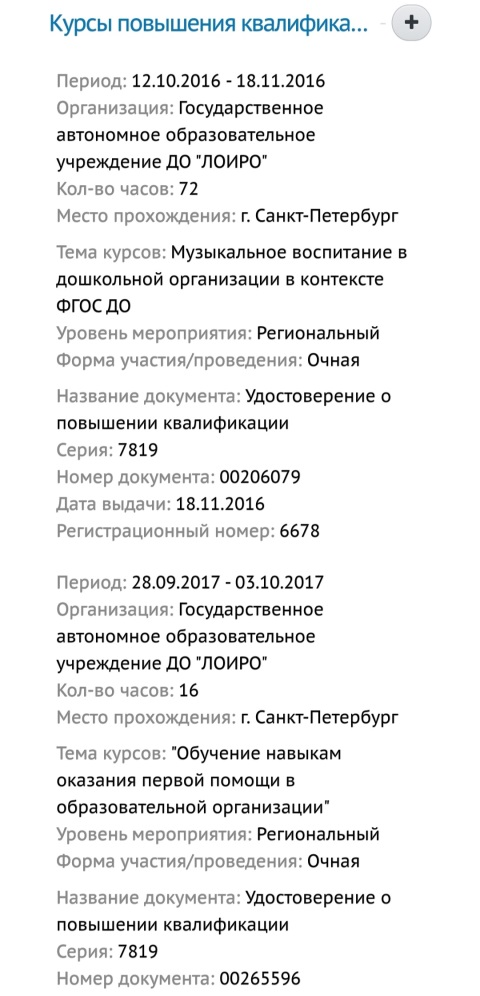 Курсы повышения квалифика...
Период: 12.10.2016 - 18.11.2016
Организация: Государственное
автономное образовательное
учреждение ДО "ЛОИРО"
Кол-во часов: 72
Место прохождения: г. Санкт-Петербург
Тема курсов: Музыкальное воспитание в
дошкольной организации в контексте
ФГОС ДО
Уровень мероприятия: Региональный
Форма участия/проведения: Очная
Название документа: Удостоверение о
повышении квалификации
Серия: 7819
Номер документа: 00206079
Дата выдачи: 18.11.2016
Регистрационный номер: 6678
Период: 28.09.2017 - 03.10.2017
Организация: Государственное
автономное образовательное
учреждение ДО "ЛОИРО"
Кол-во часов: 16
Место прохождения: г. Санкт-Петербург
Тема курсов: "Обучение навыкам
оказания первой помощи в
образовательной организации"
Уровень мероприятия: Региональный
Форма участия/проведения: Очная
Название документа: Удостоверение о
повышении квалификации
Серия: 7819
Номер документа: 00265596